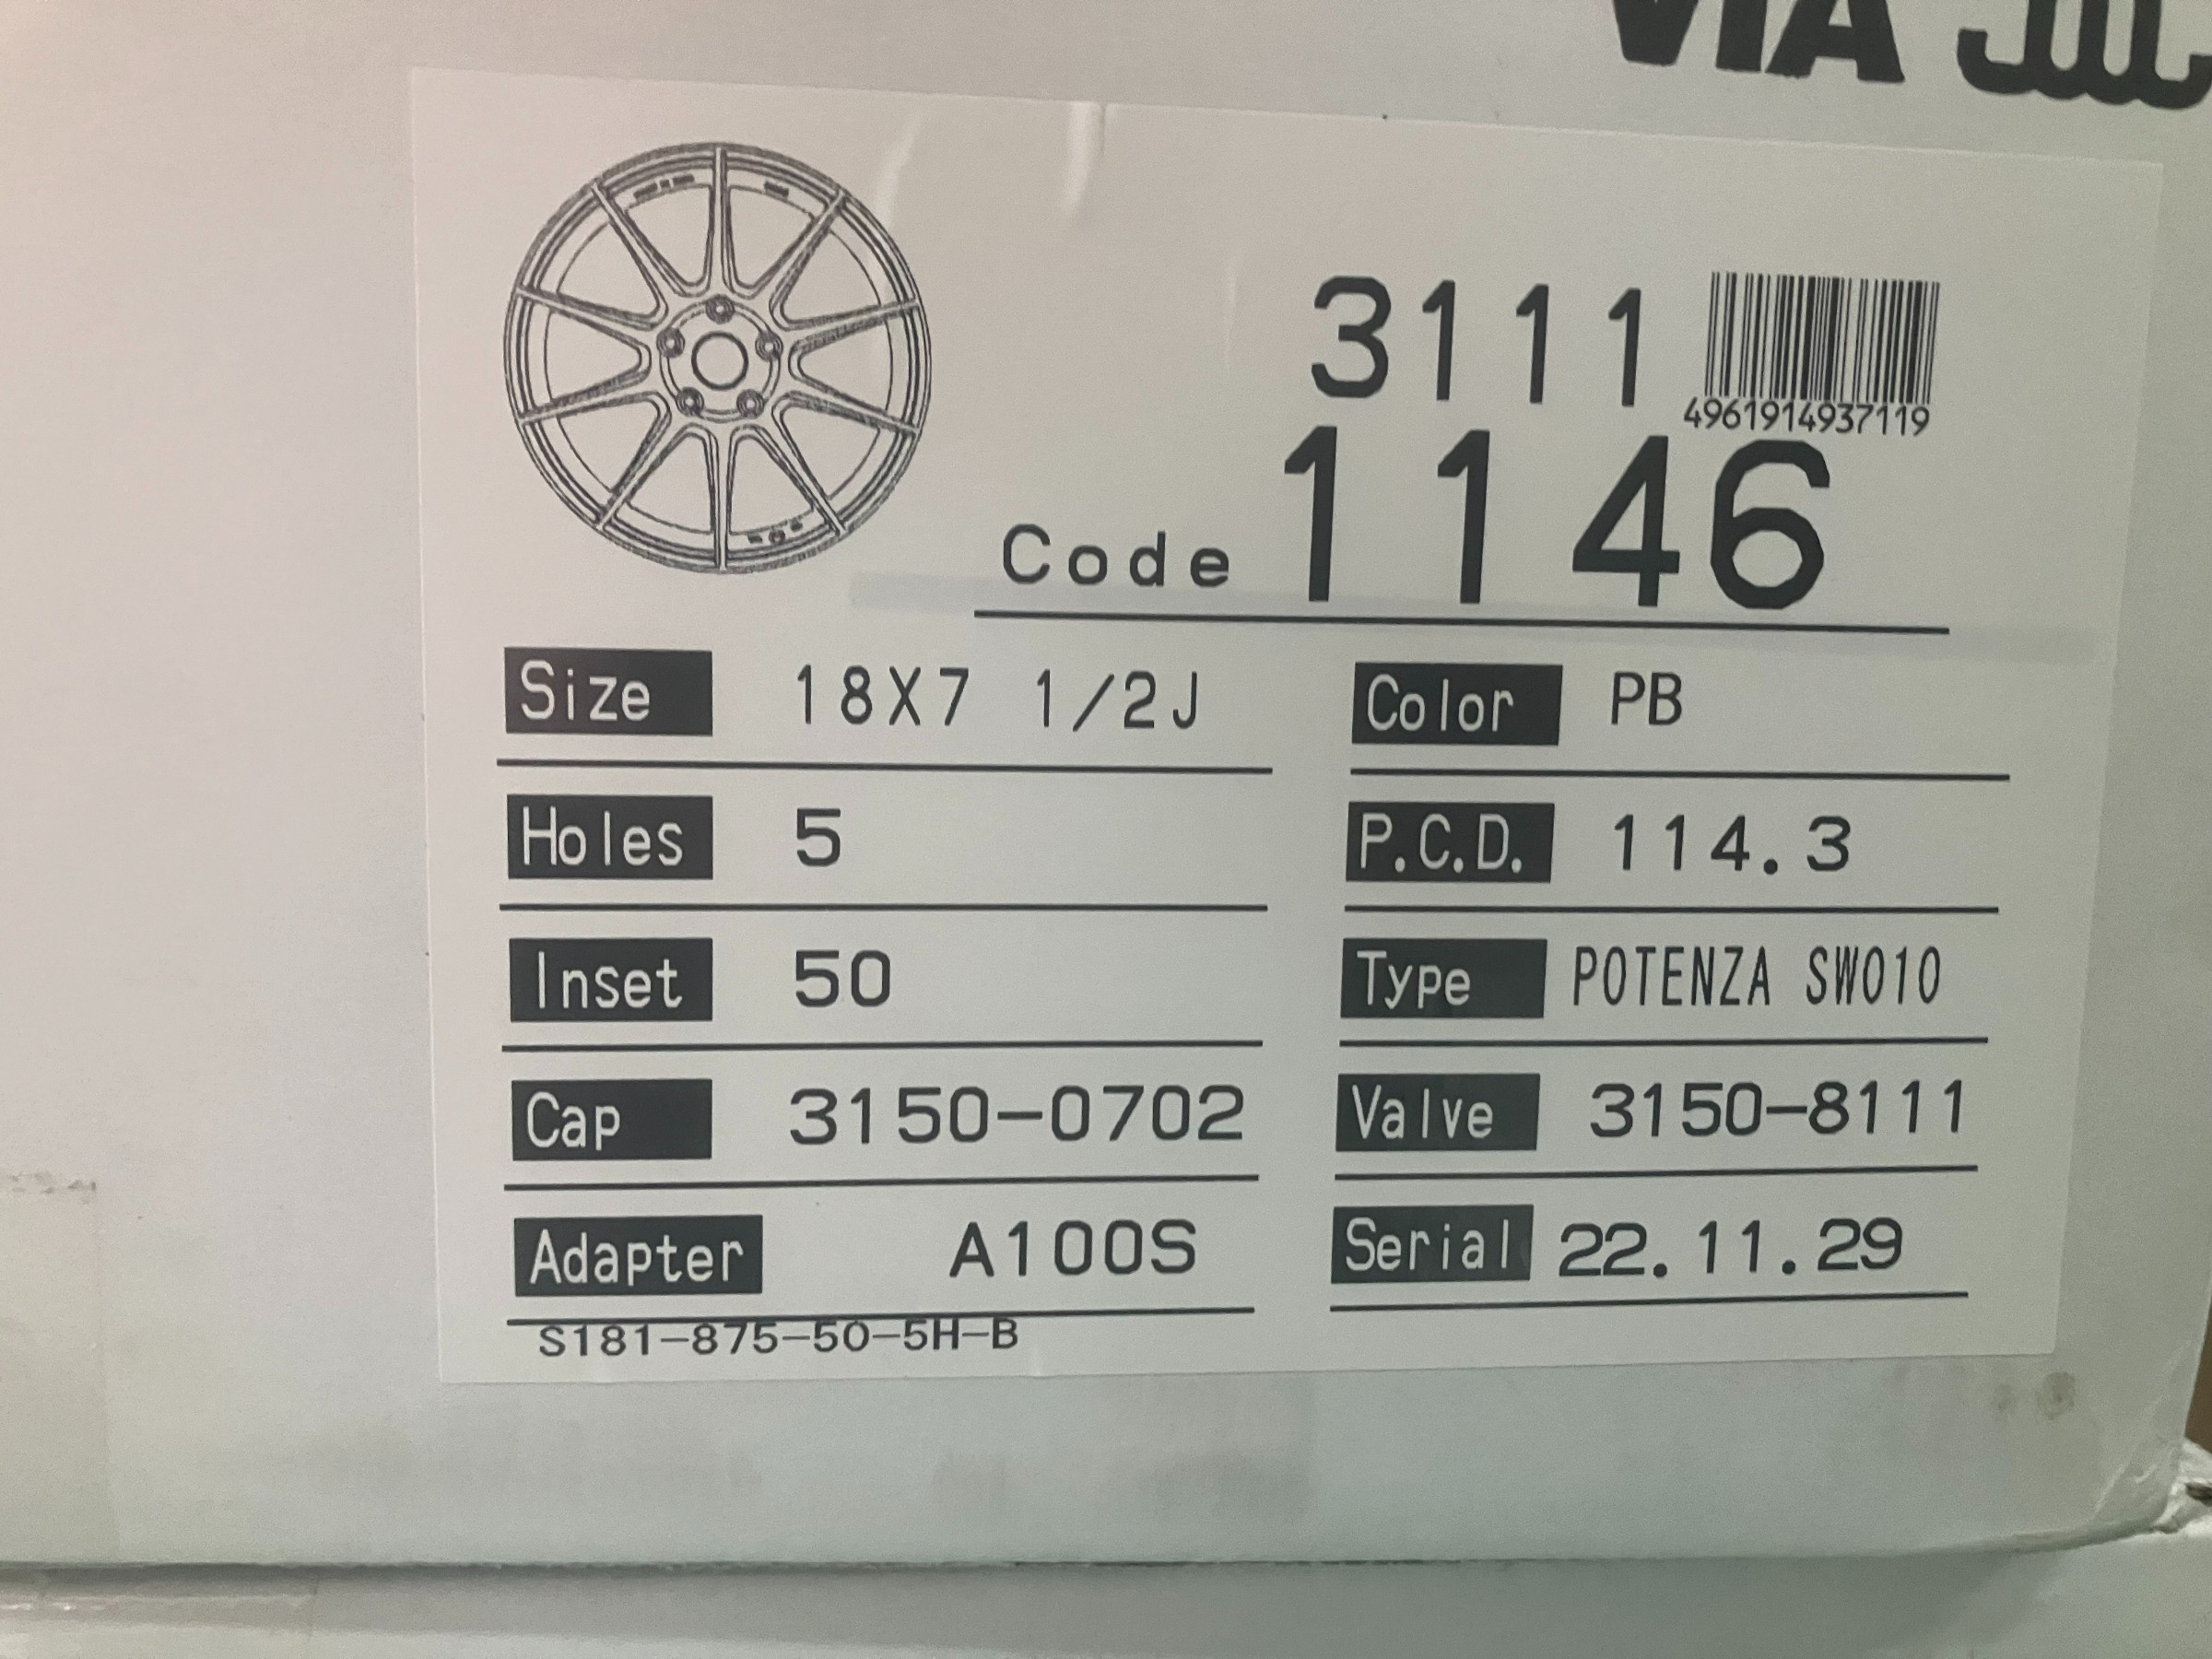 VIA
3111
4961914937119
Code 1146
Size 18X7 1/2J Color PB
Holes 5 P.C.D. 114.3
Inset 50 Type POTENZA SW010
Cap 3150-0702 Valve 3150-8111
Adapter A100S Serial 22.11.29
S181-875-50-5H-B